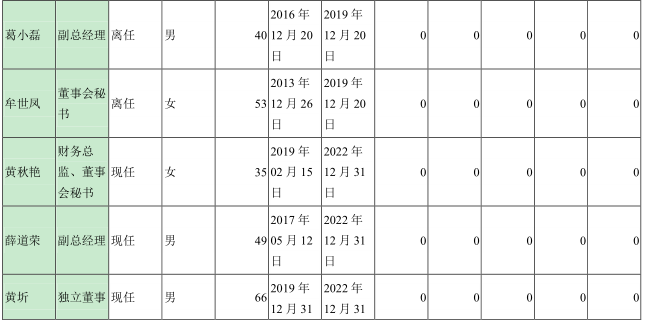 葛小磊 副总经理 离任 男 40 2016 年 12 月 20 日 2019 年 12 月 20 日 0 0 0 0 0
牟世凤 董事会秘书 离任 女 53 2013 年 12 月 26 日 2019 年 12 月 20 日 0 0 0 0 0
黄秋艳 财务总监、董事会秘书 现任 女 35 2019 年 02 月 15 日 2022 年 12 月 31 日 0 0 0 0 0
薛道荣 副总经理 现任 男 49 2017 年 05 月 12 日 2022 年 12 月 31 日 0 0 0 0 0
黄圻 独立董事 现任 男 66 2019 年 12 月 31 2022 年 12 月 31 0 0 0 0 0